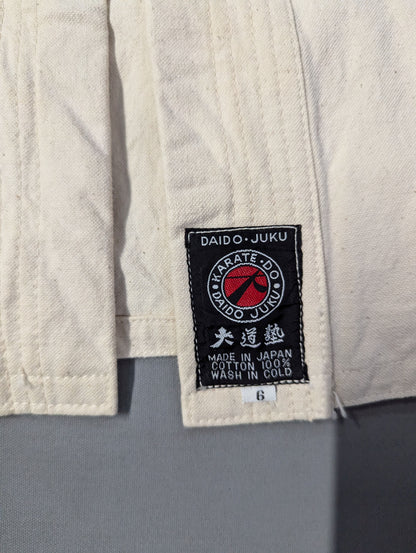 DAIDO・JUKU
KARATE・DO
DAIDO JUKU
大道塾
MADE IN JAPAN
COTTON 100%
WASH IN COLD
6